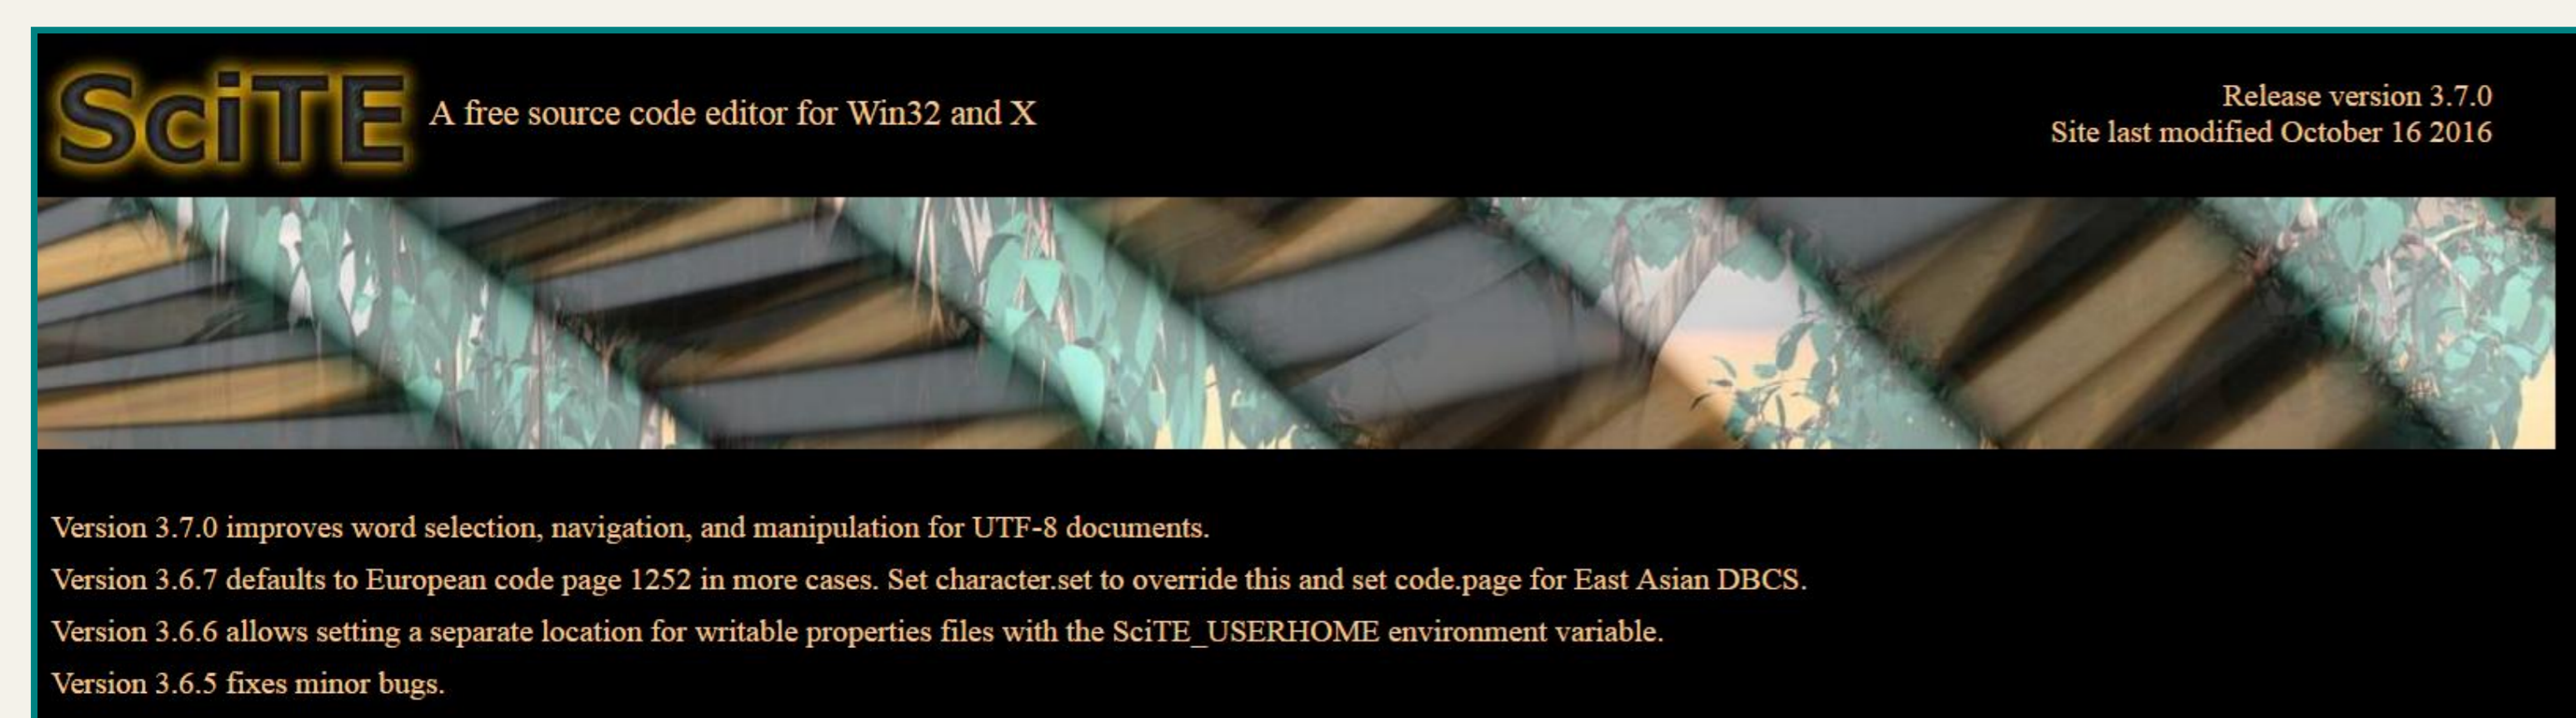 SciTE
A free source code editor for Win32 and X
Release version 3.7.0
Site last modified October 16 2016
Version 3.7.0 improves word selection, navigation, and manipulation for UTF-8 documents.
Version 3.6.7 defaults to European code page 1252 in more cases. Set character.set to override this and set code.page for East Asian DBCS.
Version 3.6.6 allows setting a separate location for writable properties files with the SciTE_USERHOME environment variable.
Version 3.6.5 fixes minor bugs.